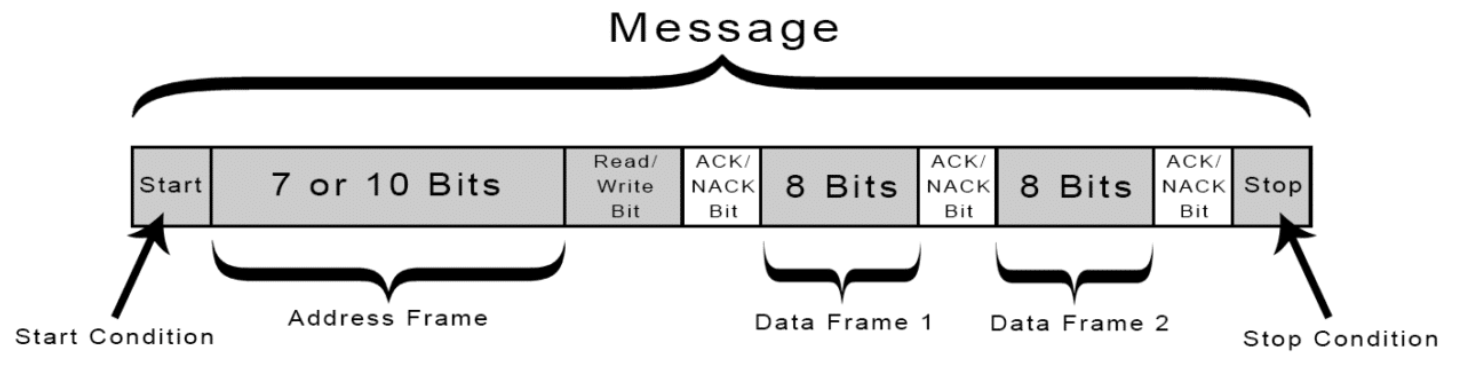 Message
Start
7 or 10 Bits
Read/
Write
Bit
ACK/
NACK
Bit
8 Bits
ACK/
NACK
Bit
8 Bits
ACK/
NACK
Bit
Stop
Start Condition
Address Frame
Data Frame 1
Data Frame 2
Stop Condition